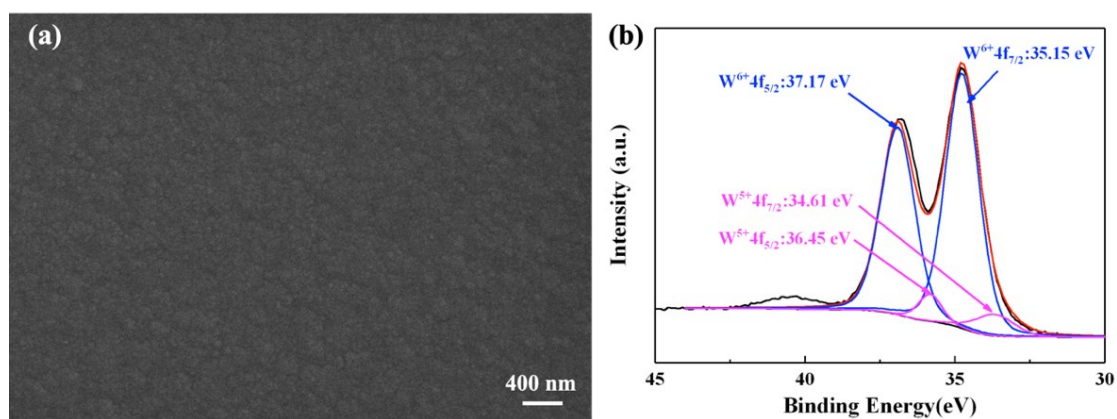 (a)
400 nm
(b)
W⁶⁺4f₇/₂:35.15 eV
W⁶⁺4f₅/₂:37.17 eV
W⁵⁺4f₇/₂:34.61 eV
W⁵⁺4f₅/₂:36.45 eV
Intensity (a.u.)
45
40
35
30
Binding Energy(eV)